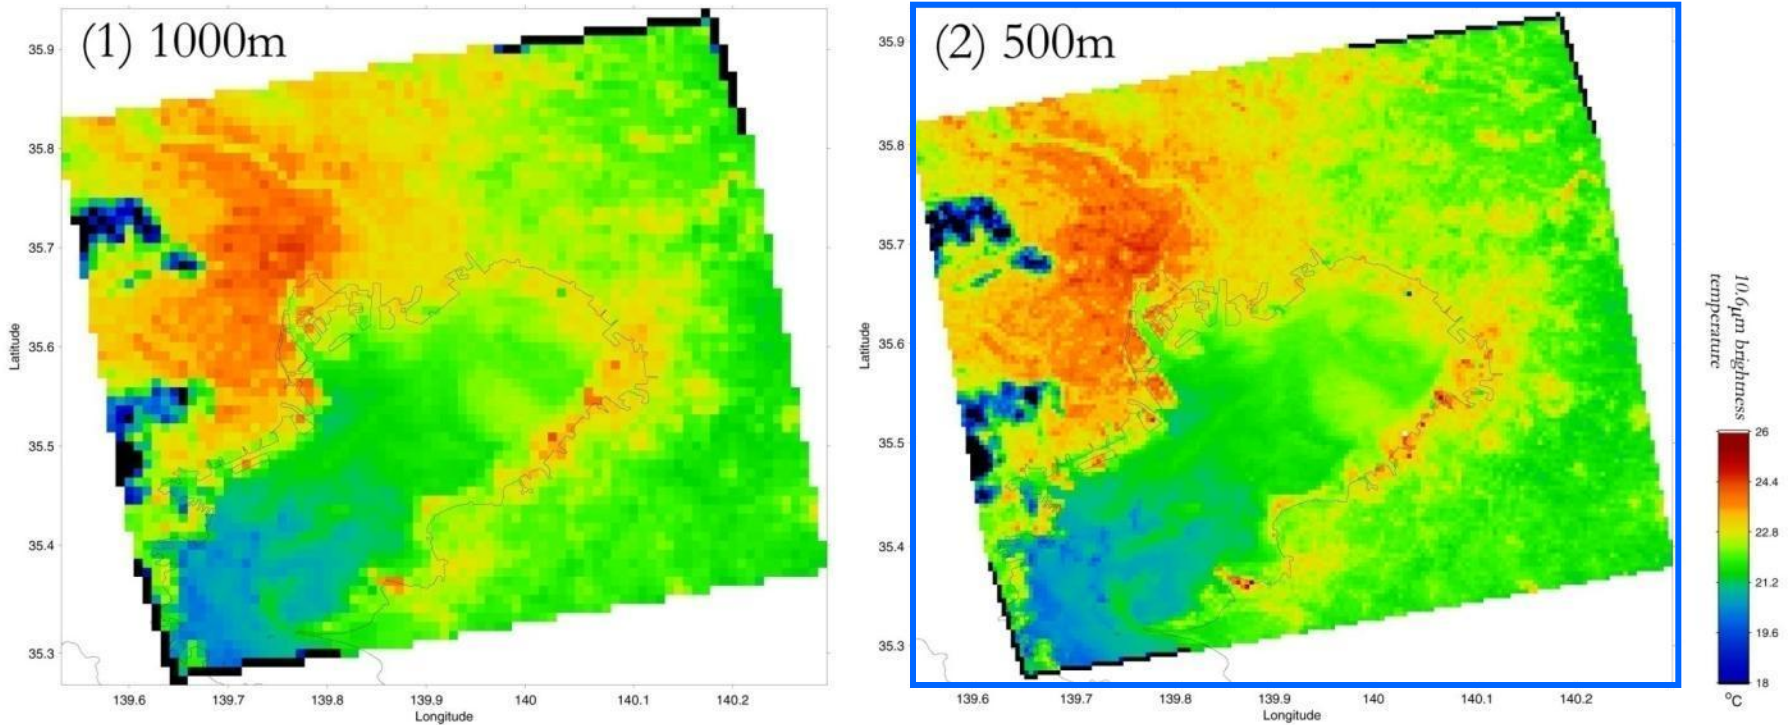 (1) 1000m
35.9
35.8
35.7
35.6
35.5
35.4
35.3
Latitude
139.6 139.7 139.8 139.9 140 140.1 140.2
Longitude
(2) 500m
35.9
35.8
35.7
35.6
35.5
35.4
35.3
Latitude
139.6 139.7 139.8 139.9 140 140.1 140.2
Longitude
10.6μm brightness
temperature
26
24.4
22.8
21.2
19.6
18
°C